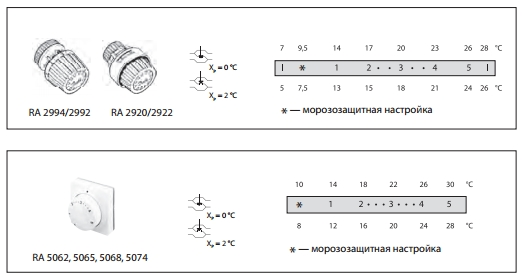 7 9,5 14 17 20 23 26 28 °C
Xp = 0 °C
I * 1 2 • • 3 • • 4 5 I
Xp = 2 °C
5 7,5 13 15 18 21 24 26 °C
RA 2994/2992 RA 2920/2922
* — морозозащитная настройка
10 14 18 22 26 30 °C
* 1 2 • • • 3 • • • 4 5
Xp = 0 °C
8 12 16 20 24 28 °C
Xp = 2 °C
* — морозозащитная настройка
RA 5062, 5065, 5068, 5074